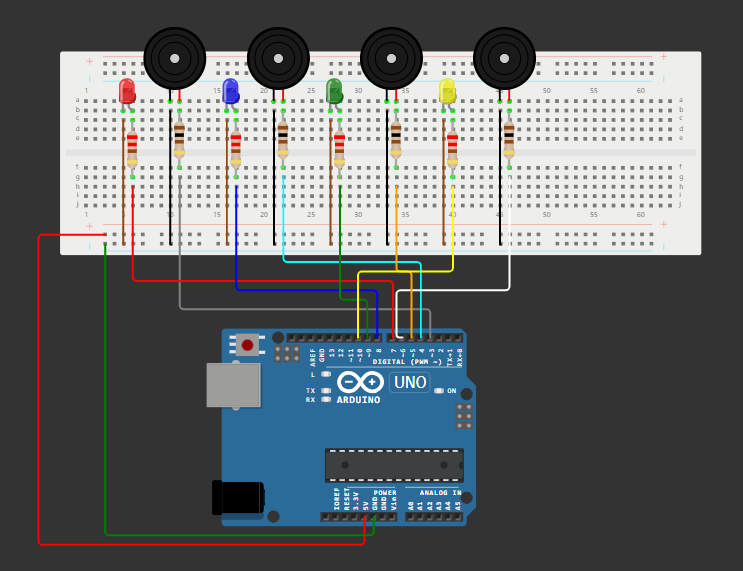 1 5 10 15 20 25 30 35 40 45 50 55 60
a a
b b
c c
d d
e e
f f
g g
h h
i i
j j
1 5 10 15 20 25 30 35 40 45 50 55 60
AREF GND 13 12 ~11 ~10 ~9 8 7 ~6 ~5 4 ~3 2 TX→1 RX←0
DIGITAL (PWM ~)
L
UNO
TX
RX
ON
ARDUINO
POWER ANALOG IN
IOREF RESET 3.3V 5V GND GND Vin A0 A1 A2 A3 A4 A5